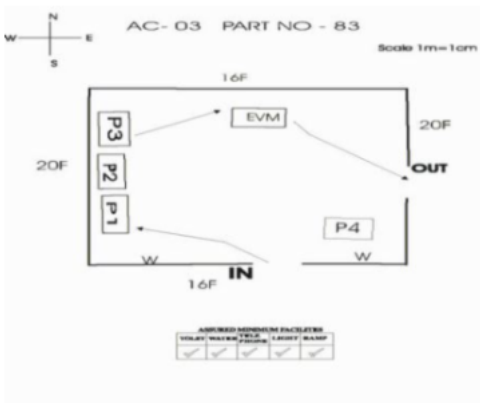 N
AC- 03 PART NO - 83
W E
S
Scale 1m=1cm
16F
P3
EVM
20F
20F
P2
OUT
P1
P4
W
W
IN
16F
ASSURED MINIMUM FACILITIES
TOILET WATER TELE PHONE LIGHT RAMP